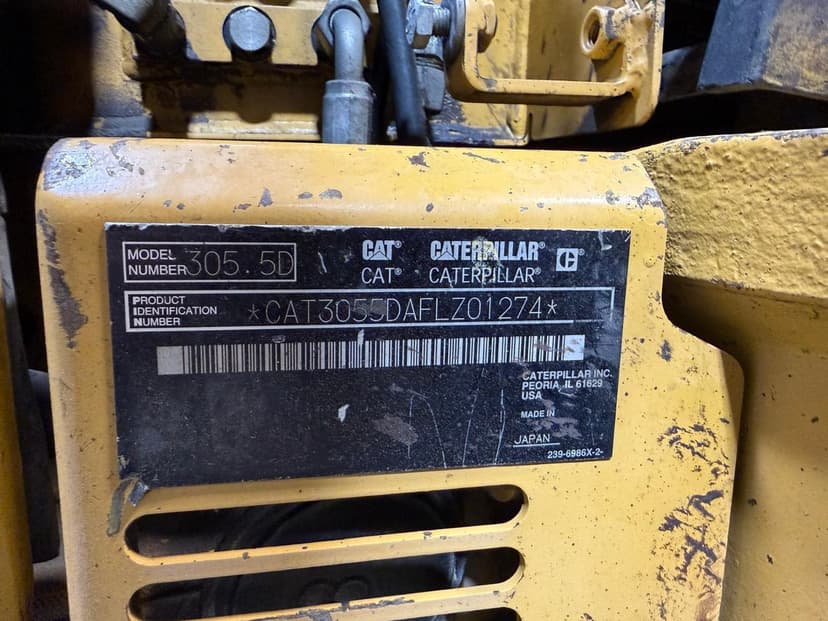 MODEL NUMBER 305.5D
CAT® CATERPILLAR® C®
CAT® CATERPILLAR®
PRODUCT IDENTIFICATION NUMBER *CAT3055DAFLZ01274*
CATERPILLAR INC.
PEORIA, IL 61629
USA
MADE IN
JAPAN
239-6986X-2-